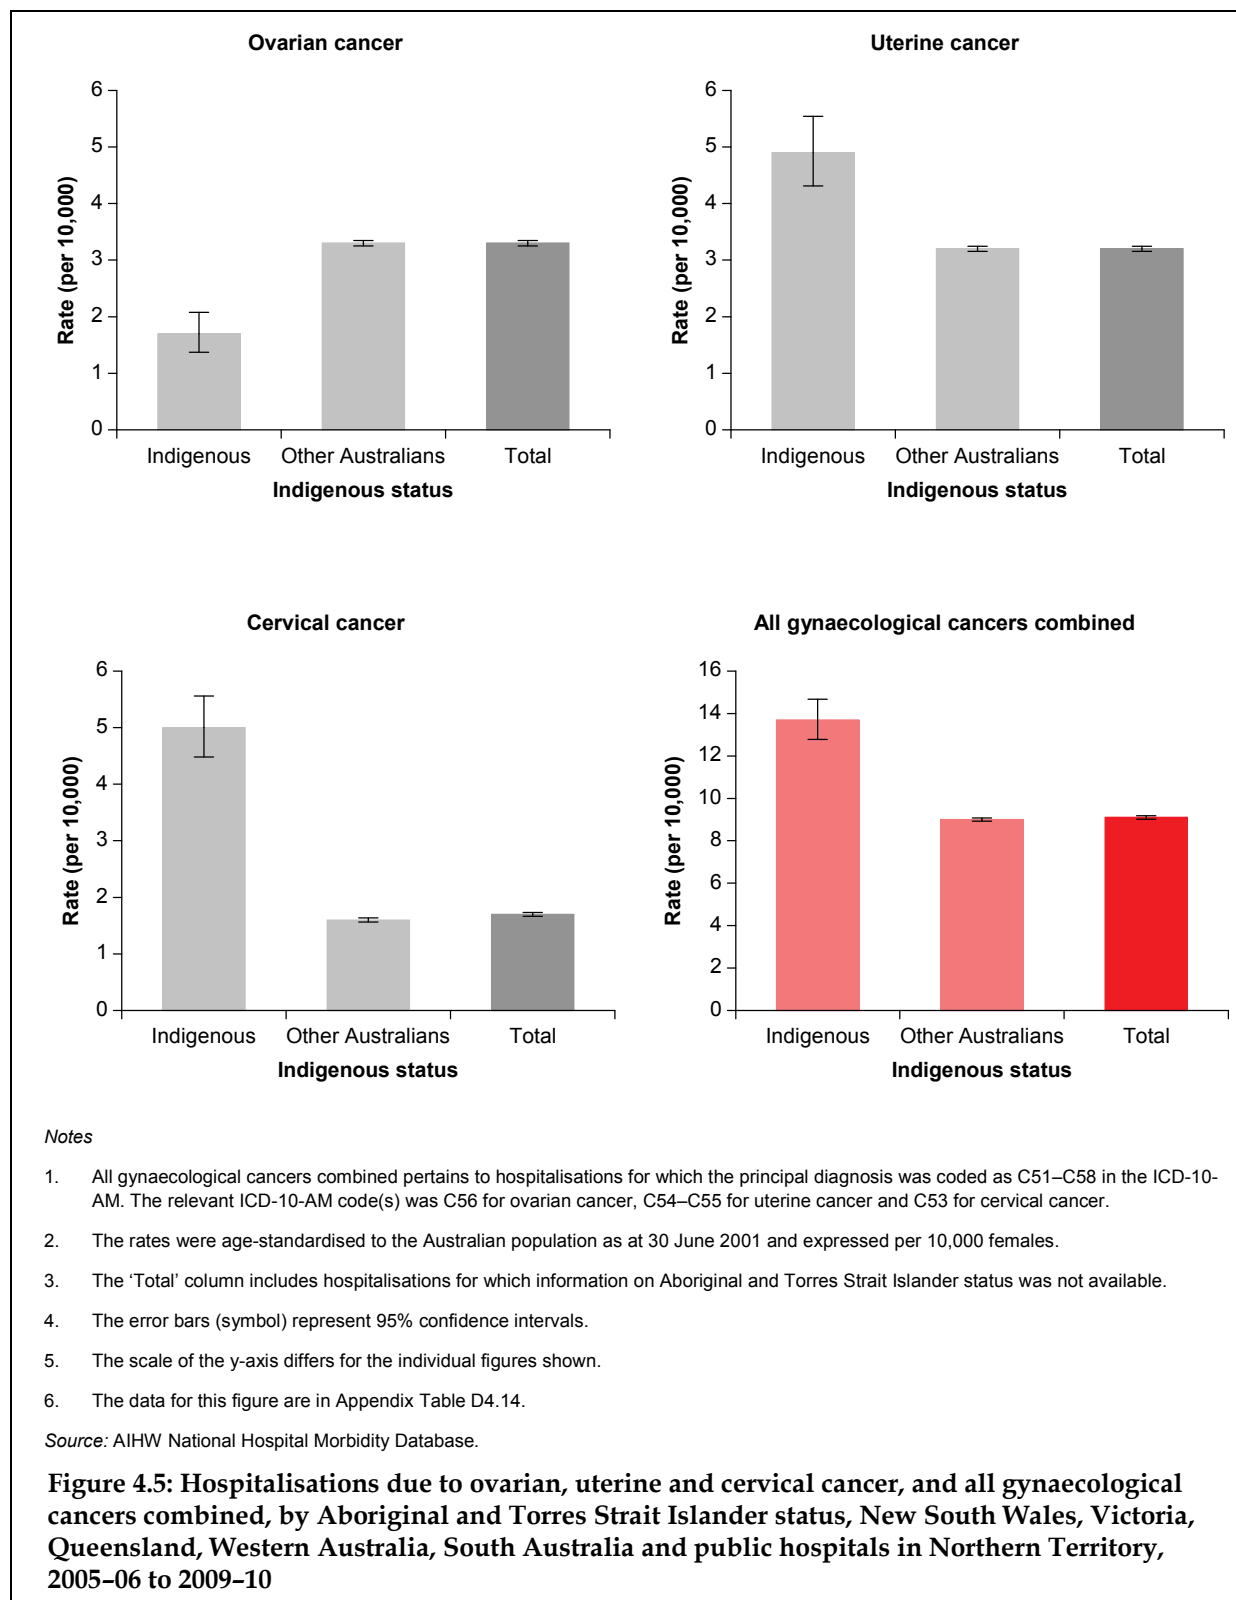 Ovarian cancer
6
5
4
3
2
1
0
Rate (per 10,000)
Indigenous
Other Australians
Total
Indigenous status
Uterine cancer
6
5
4
3
2
1
0
Rate (per 10,000)
Indigenous
Other Australians
Total
Indigenous status
Cervical cancer
6
5
4
3
2
1
0
Rate (per 10,000)
Indigenous
Other Australians
Total
Indigenous status
All gynaecological cancers combined
16
14
12
10
8
6
4
2
0
Rate (per 10,000)
Indigenous
Other Australians
Total
Indigenous status
Notes
1. All gynaecological cancers combined pertains to hospitalisations for which the principal diagnosis was coded as C51–C58 in the ICD-10-
AM. The relevant ICD-10-AM code(s) was C56 for ovarian cancer, C54–C55 for uterine cancer and C53 for cervical cancer.
2. The rates were age-standardised to the Australian population as at 30 June 2001 and expressed per 10,000 females.
3. The ‘Total’ column includes hospitalisations for which information on Aboriginal and Torres Strait Islander status was not available.
4. The error bars (symbol) represent 95% confidence intervals.
5. The scale of the y-axis differs for the individual figures shown.
6. The data for this figure are in Appendix Table D4.14.
Source: AIHW National Hospital Morbidity Database.
Figure 4.5: Hospitalisations due to ovarian, uterine and cervical cancer, and all gynaecological
cancers combined, by Aboriginal and Torres Strait Islander status, New South Wales, Victoria,
Queensland, Western Australia, South Australia and public hospitals in Northern Territory,
2005–06 to 2009–10